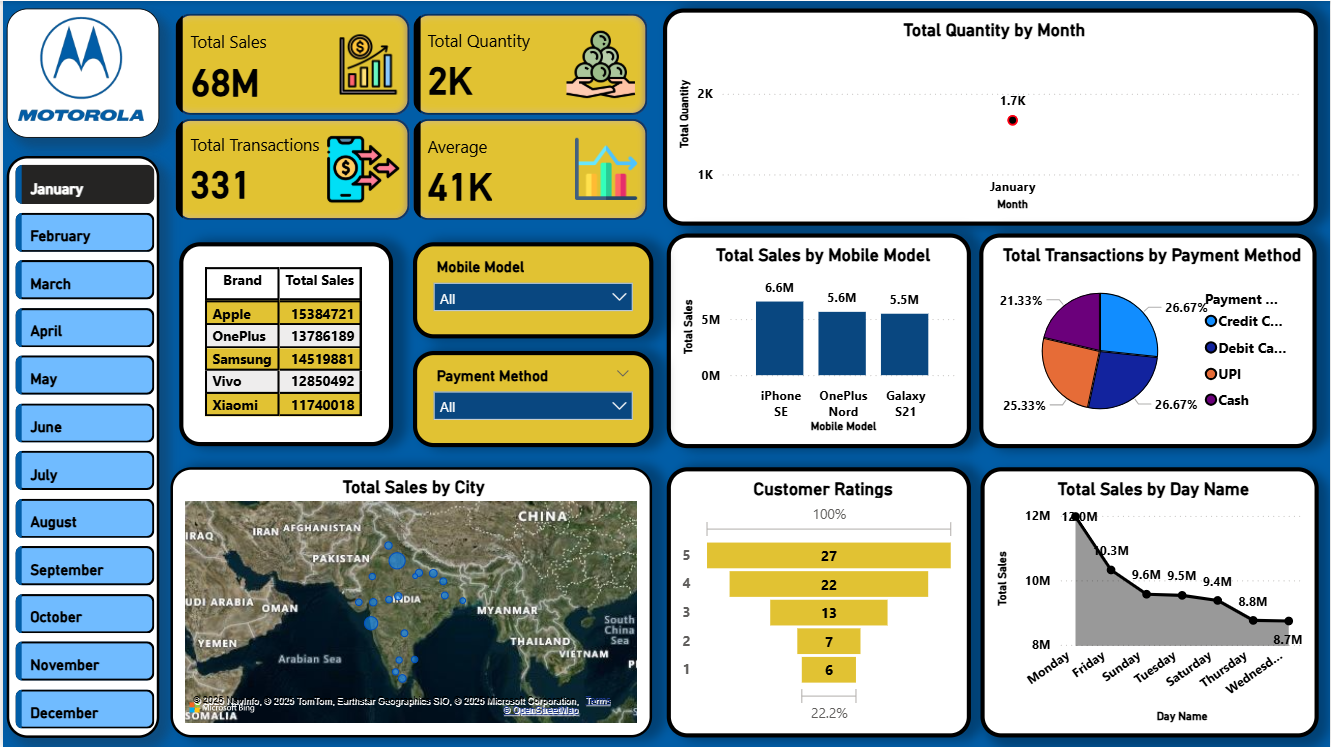 MOTOROLA
January
February
March
April
May
June
July
August
September
October
November
December
Total Sales
68M
Total Quantity
2K
Total Transactions
331
Average
41K
Total Quantity by Month
Total Quantity
2K
1K
1.7K
January
Month
Brand Total Sales
Apple 15384721
OnePlus 13786189
Samsung 14519881
Vivo 12850492
Xiaomi 11740018
Mobile Model
All
Payment Method
All
Total Sales by Mobile Model
Total Sales
5M
0M
6.6M
5.6M
5.5M
iPhone SE
OnePlus Nord
Galaxy S21
Mobile Model
Total Transactions by Payment Method
21.33%
26.67%
25.33%
26.67%
Payment ...
Credit C...
Debit Ca...
UPI
Cash
Total Sales by City
CHINA
IRAQ
IRAN
AFGHANISTAN
PAKISTAN
UDI ARABIA
OMAN
INDIA
MYANMAR
YEMEN
THAILAND
VIETNAM
South China Sea
Arabian Sea
P
SOMALIA
Microsoft Bing
© 2025 NavInfo, © 2025 TomTom, Earthstar Geographics SIO, © 2025 Microsoft Corporation, Terms
© OpenStreetMap
Customer Ratings
100%
5 27
4 22
3 13
2 7
1 6
22.2%
Total Sales by Day Name
Total Sales
12M
10M
8M
12.0M
10.3M
9.6M
9.5M
9.4M
8.8M
8.7M
Monday
Friday
Sunday
Tuesday
Saturday
Thursday
Wednesd...
Day Name